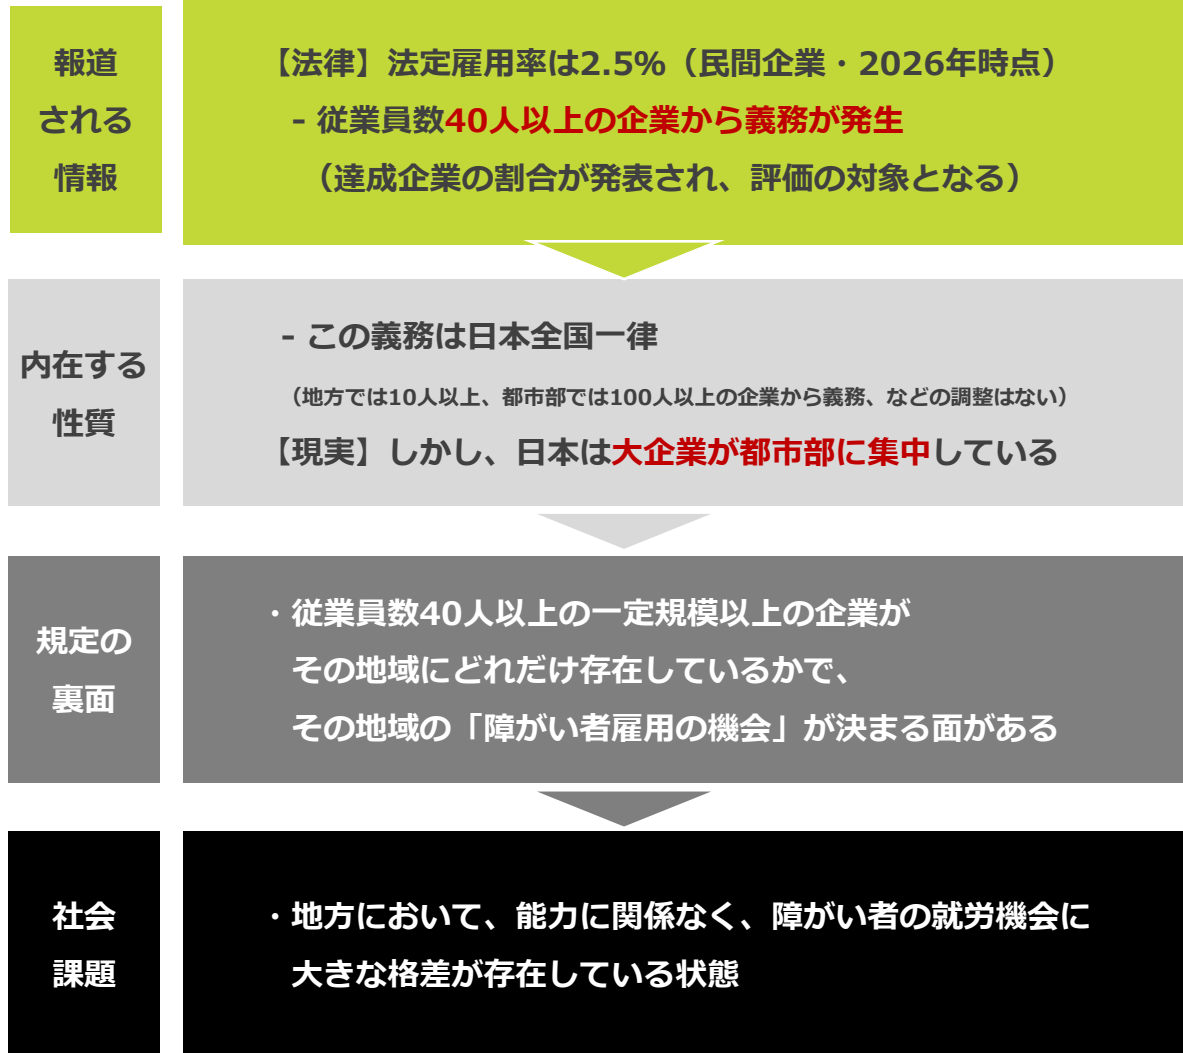 報道
される
情報
【法律】法定雇用率は2.5%（民間企業・2026年時点）
- 従業員数40人以上の企業から義務が発生
（達成企業の割合が発表され、評価の対象となる）
内在する
性質
- この義務は日本全国一律
（地方では10人以上、都市部では100人以上の企業から義務、などの調整はない）
【現実】しかし、日本は大企業が都市部に集中している
規定の
裏面
・従業員数40人以上の一定規模以上の企業が
その地域にどれだけ存在しているかで、
その地域の「障がい者雇用の機会」が決まる面がある
社会
課題
・地方において、能力に関係なく、障がい者の就労機会に
大きな格差が存在している状態